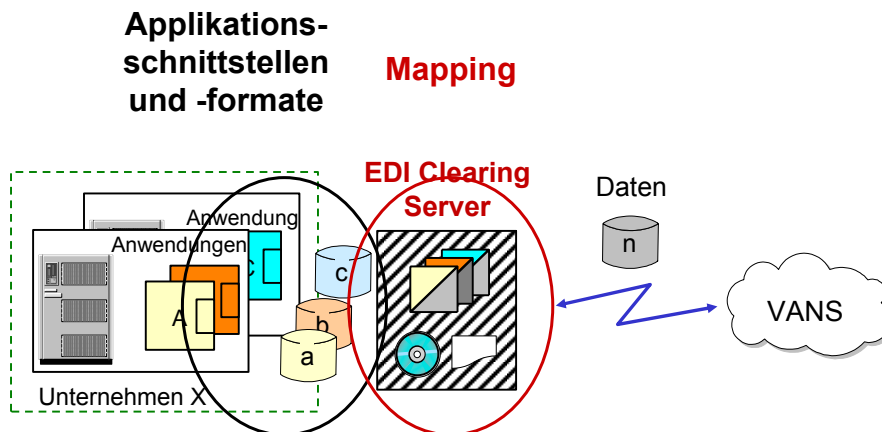 Applikations-
schnittstellen
und -formate
Mapping
EDI Clearing
Server
Daten
n
Anwendung
Anwendungen
C
A
c
b
a
VANS
Unternehmen X